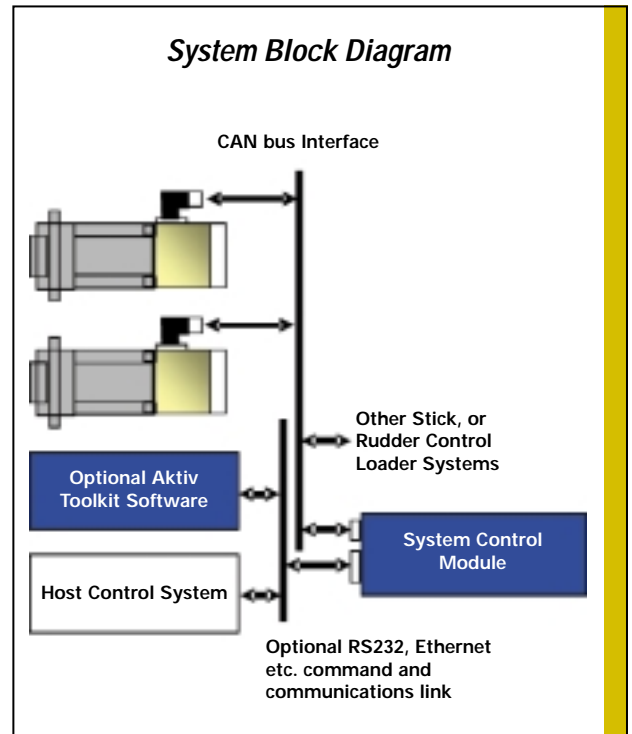 System Block Diagram
CAN bus Interface
Other Stick, or
Rudder Control
Loader Systems
Optional Aktiv
Toolkit Software
System Control
Module
Host Control System
Optional RS232, Ethernet
etc. command and
communications link